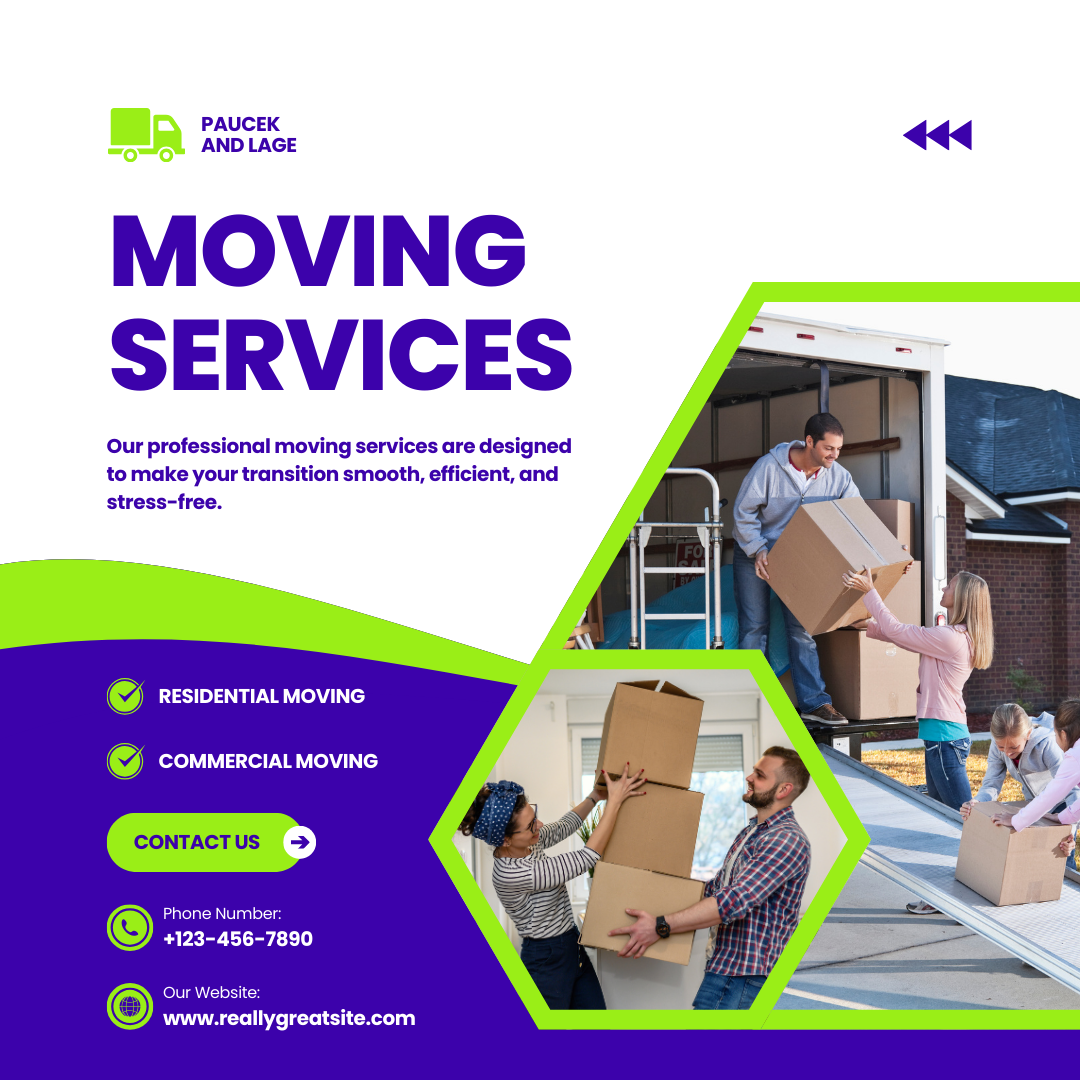 PAUCEK
AND LAGE
MOVING
SERVICES
Our professional moving services are designed
to make your transition smooth, efficient, and
stress-free.
FOR
RESIDENTIAL MOVING
COMMERCIAL MOVING
CONTACT US
Phone Number:
+123-456-7890
Our Website:
www.reallygreatsite.com